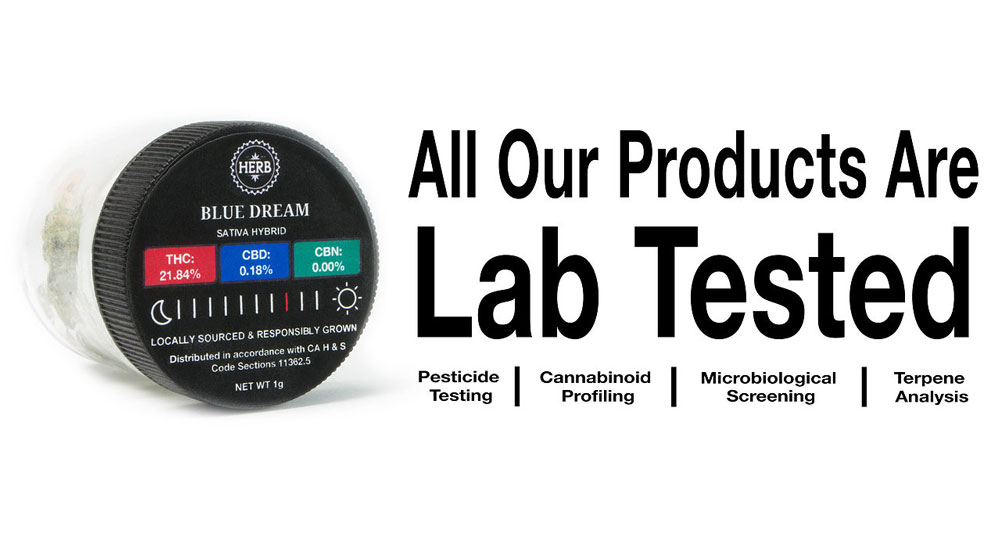 HERB
BLUE DREAM
SATIVA HYBRID
THC:
21.84%
CBD:
0.18%
CBN:
0.00%
LOCALLY SOURCED & RESPONSIBLY GROWN
Distributed in accordance with CA H & S
Code Sections 11362.5
NET WT 1g
All Our Products Are
Lab Tested
Pesticide
Testing
Cannabinoid
Profiling
Microbiological
Screening
Terpene
Analysis